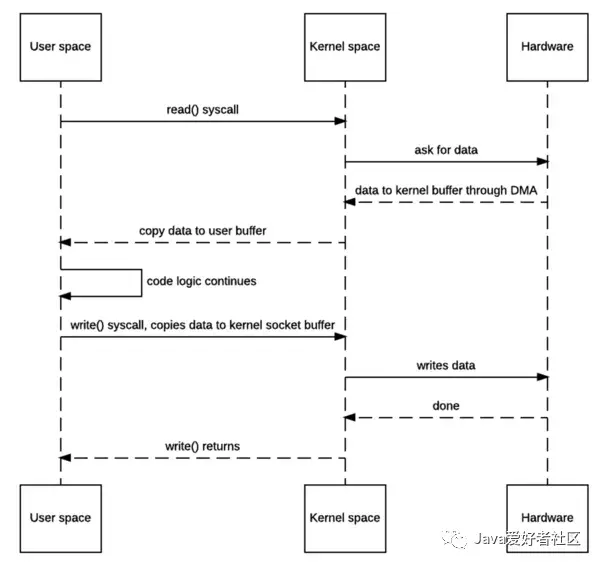 User space
Kernel space
Hardware
read() syscall
ask for data
data to kernel buffer through DMA
copy data to user buffer
code logic continues
write() syscall, copies data to kernel socket buffer
writes data
done
write() returns
User space
Kernel space
Hardware
Java爱好者社区